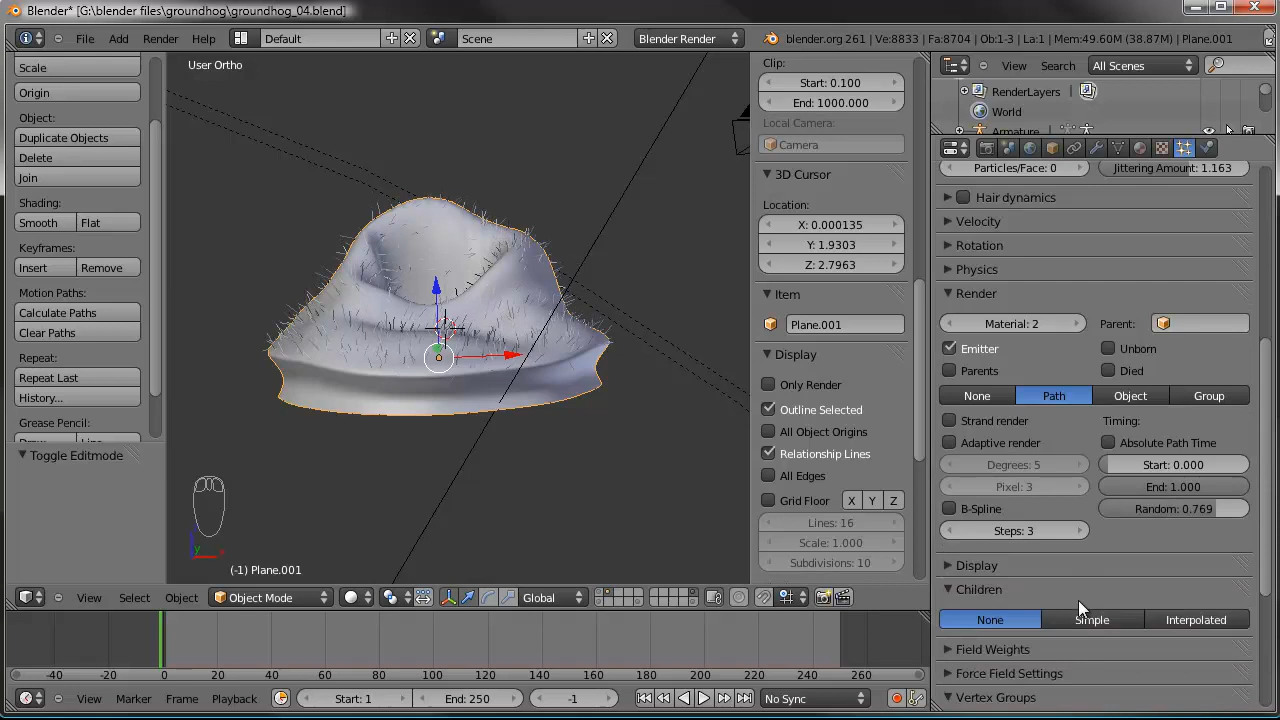 Blender* [G:\blender files\groundhog\groundhog_04.blend]
File Add Render Help Default Scene Blender Render blender.org 261 | Ve:8833 | Fa:8704 | Ob:1-3 | La:1 | Mem:49.60M (38.87M) | Plane.001
Scale
Origin
Object:
Duplicate Objects
Delete
Join
Shading:
Smooth Flat
Keyframes:
Insert Remove
Motion Paths:
Calculate Paths
Clear Paths
Repeat:
Repeat Last
History...
Grease Pencil:
Toggle Editmode
User Ortho
y x
(-1) Plane.001
View Select Object Object Mode Global
Clip:
Start: 0.100
End: 1000.000
Local Camera:
Camera
3D Cursor
Location:
X: 0.000135
Y: 1.9303
Z: 2.7963
Item
Plane.001
Display
Only Render
Outline Selected
All Object Origins
Relationship Lines
All Edges
Grid Floor X Y Z
Lines: 16
Scale: 1.000
Subdivisions: 10
View Search All Scenes
RenderLayers |
World
Armature
Particles/Face: 0 Jittering Amount: 1.163
Hair dynamics
Velocity
Rotation
Physics
Render
Material: 2 Parent:
Emitter Unborn
Parents Died
None Path Object Group
Strand render Timing:
Adaptive render Absolute Path Time
Degrees: 5 Start: 0.000
Pixel: 3 End: 1.000
B-Spline Random: 0.769
Steps: 3
Display
Children
None Simple Interpolated
Field Weights
Force Field Settings
Vertex Groups
-40 -20 0 20 40 60 80 100 120 140 160 180 200 220 240 260
View Marker Frame Playback Start: 1 End: 250 -1 No Sync